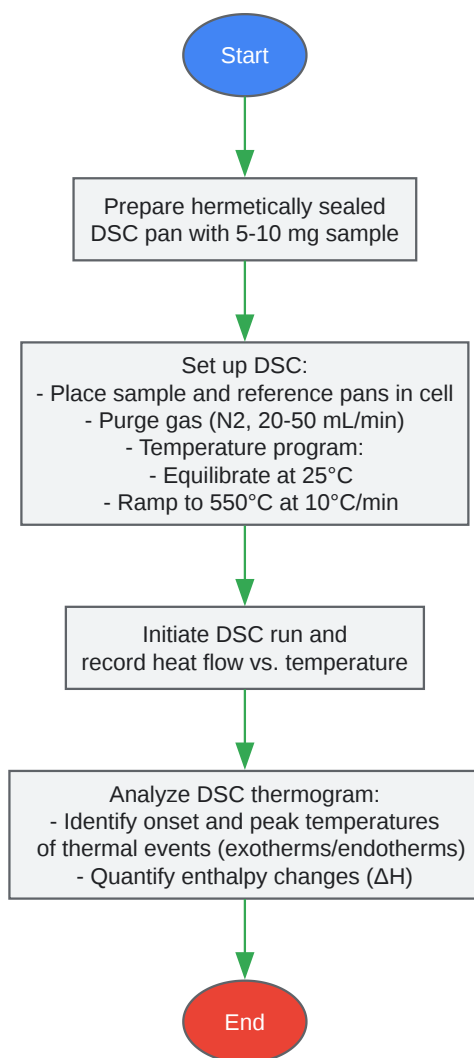 Start
Prepare hermetically sealed
DSC pan with 5-10 mg sample
Set up DSC:
- Place sample and reference pans in cell
- Purge gas (N2, 20-50 mL/min)
- Temperature program:
- Equilibrate at 25°C
- Ramp to 550°C at 10°C/min
Initiate DSC run and
record heat flow vs. temperature
Analyze DSC thermogram:
- Identify onset and peak temperatures
of thermal events (exotherms/endotherms)
- Quantify enthalpy changes (ΔH)
End